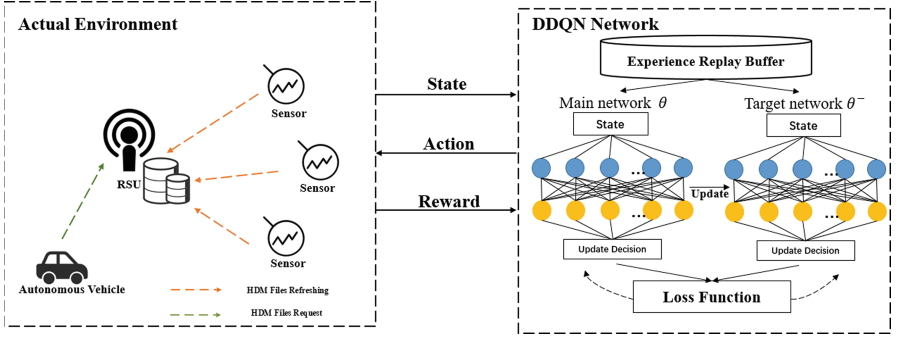 Actual Environment
Sensor
RSU
Sensor
Sensor
Autonomous Vehicle
HDM Files Refreshing
HDM Files Request
State
Action
Reward
DDQN Network
Experience Replay Buffer
Main network θ
Target network θ⁻
State
State
...
...
Update
...
...
Update Decision
Update Decision
Loss Function